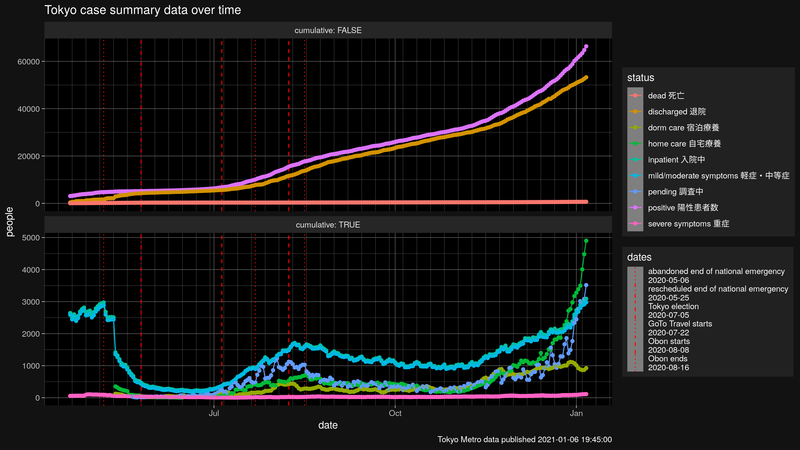 Tokyo case summary data over time
cumulative: FALSE
60000
40000
20000
0
cumulative: TRUE
5000
4000
3000
2000
1000
0
people
Jul
Oct
Jan
date
status
dead 死亡
discharged 退院
dorm care 宿泊療養
home care 自宅療養
inpatient 入院中
mild/moderate symptoms 軽症・中等症
pending 調査中
positive 陽性患者数
severe symptoms 重症
dates
abandoned end of national emergency
2020-05-06
rescheduled end of national emergency
2020-05-25
Tokyo election
2020-07-05
GoTo Travel starts
2020-07-22
Obon starts
2020-08-08
Obon ends
2020-08-16
Tokyo Metro data published 2021-01-06 19:45:00